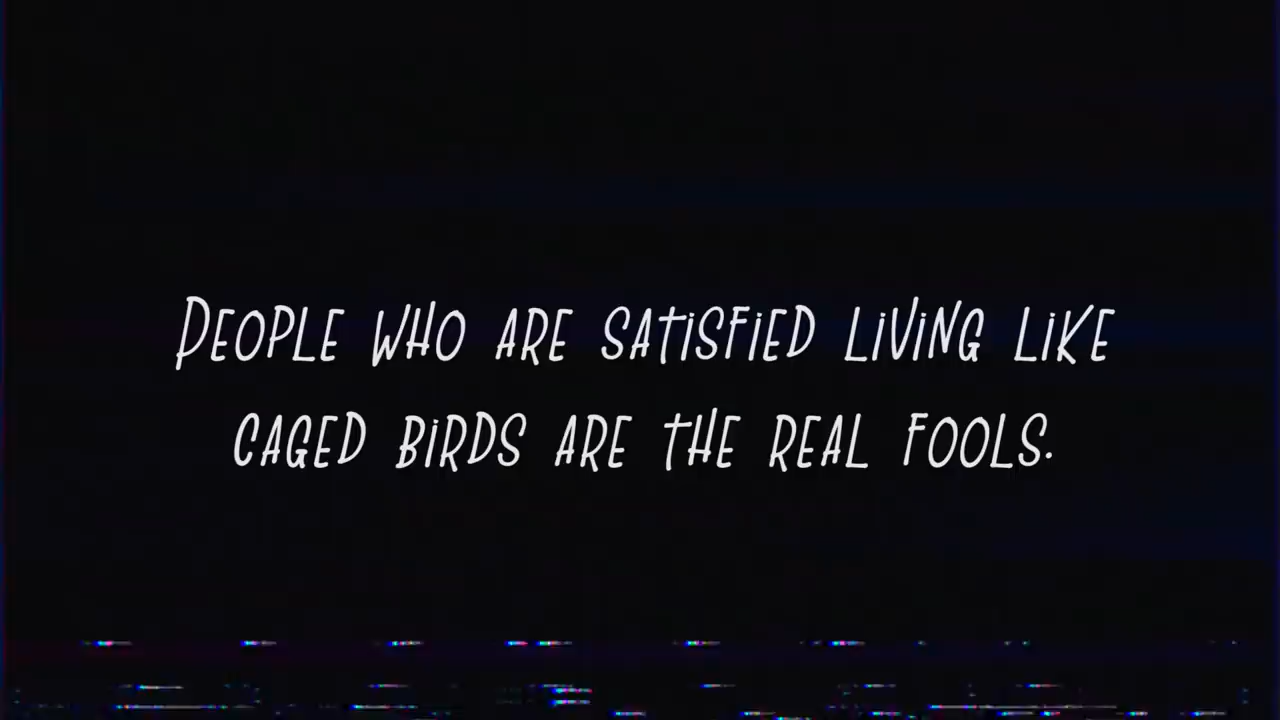 PEOPLE WHO ARE SATiSFiED LiViNG LiKE
CAGED BiRDS ARE THE REAL FOOLS.